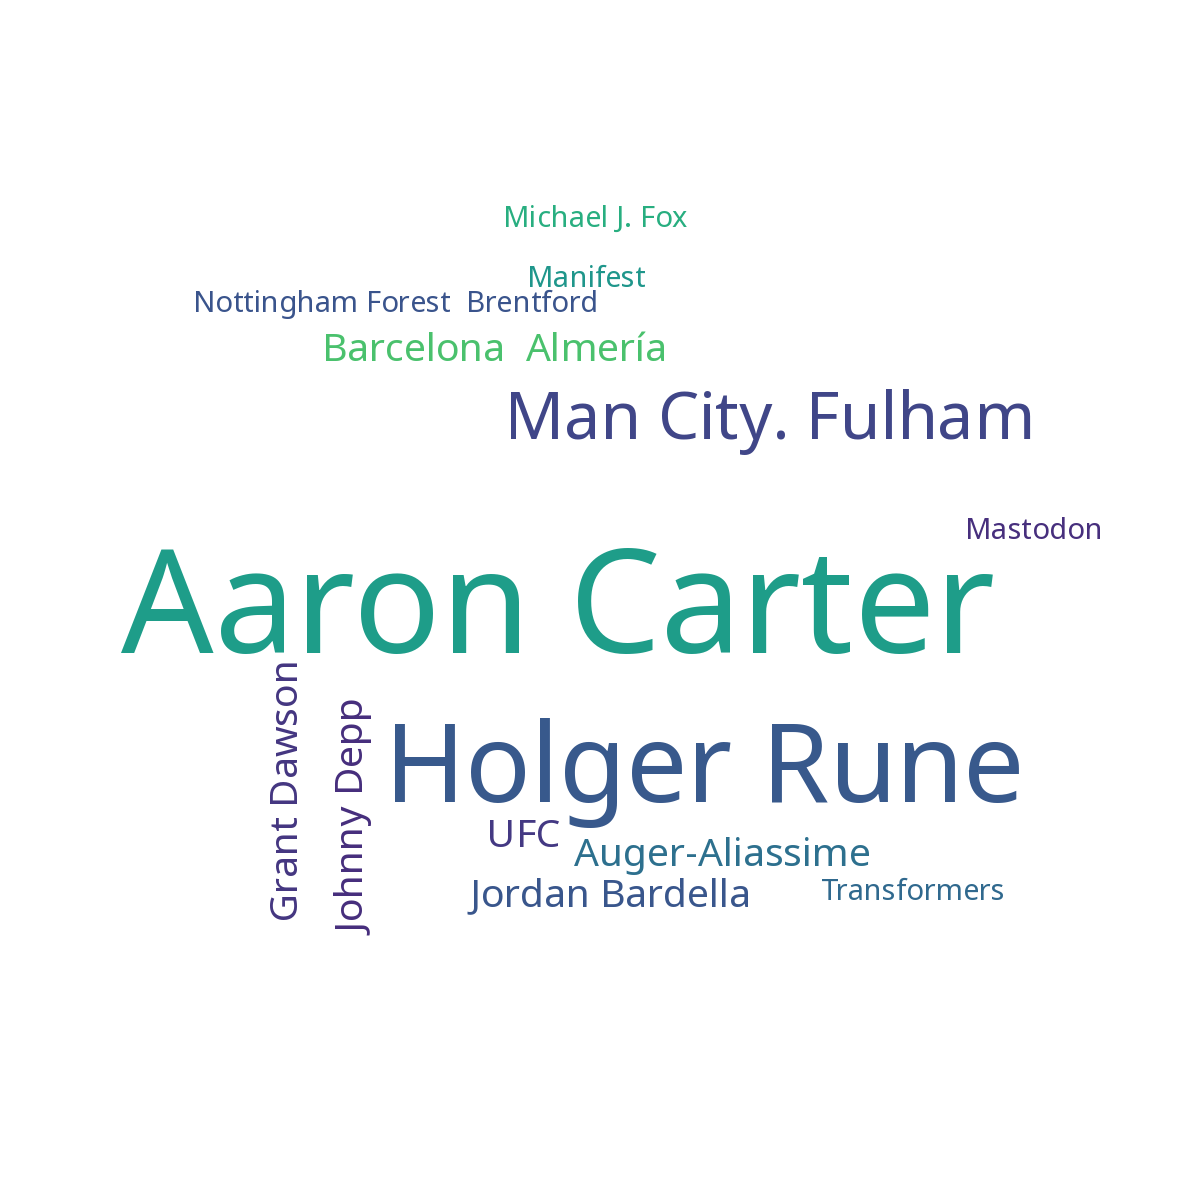 Michael J. Fox
Manifest
Nottingham Forest  Brentford
Barcelona  Almería
Man City. Fulham
Mastodon
Aaron Carter
Grant Dawson
Johnny Depp
Holger Rune
UFC
Auger-Aliassime
Jordan Bardella
Transformers